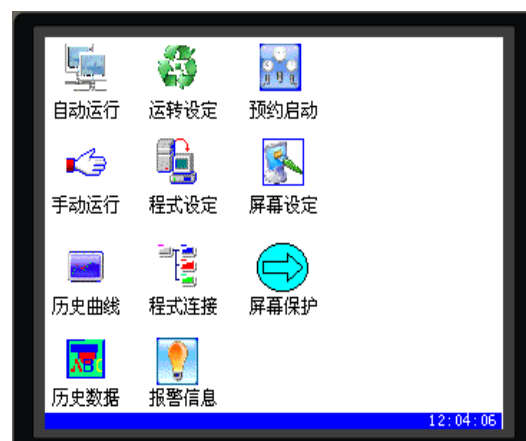 自动运行 运转设定 预约启动
手动运行 程式设定 屏幕设定
历史曲线 程式连接 屏幕保护
ABC
历史数据 报警信息
12:04:06